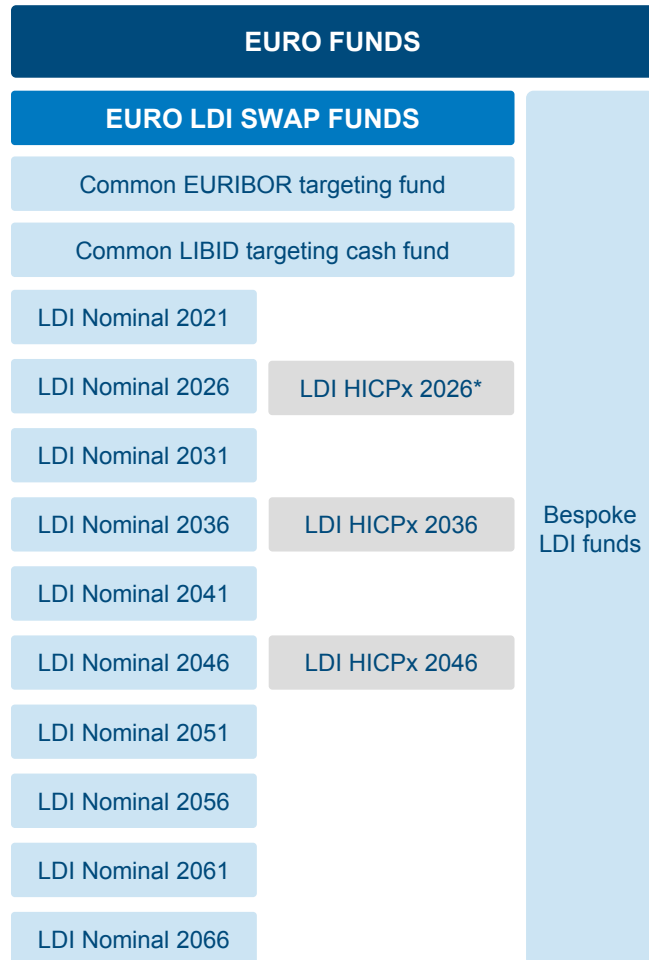 EURO FUNDS
EURO LDI SWAP FUNDS
Common EURIBOR targeting fund
Common LIBID targeting cash fund
LDI Nominal 2021
LDI Nominal 2026
LDI HICPx 2026*
LDI Nominal 2031
LDI Nominal 2036
LDI HICPx 2036
LDI Nominal 2041
LDI Nominal 2046
LDI HICPx 2046
LDI Nominal 2051
LDI Nominal 2056
LDI Nominal 2061
LDI Nominal 2066
Bespoke
LDI funds